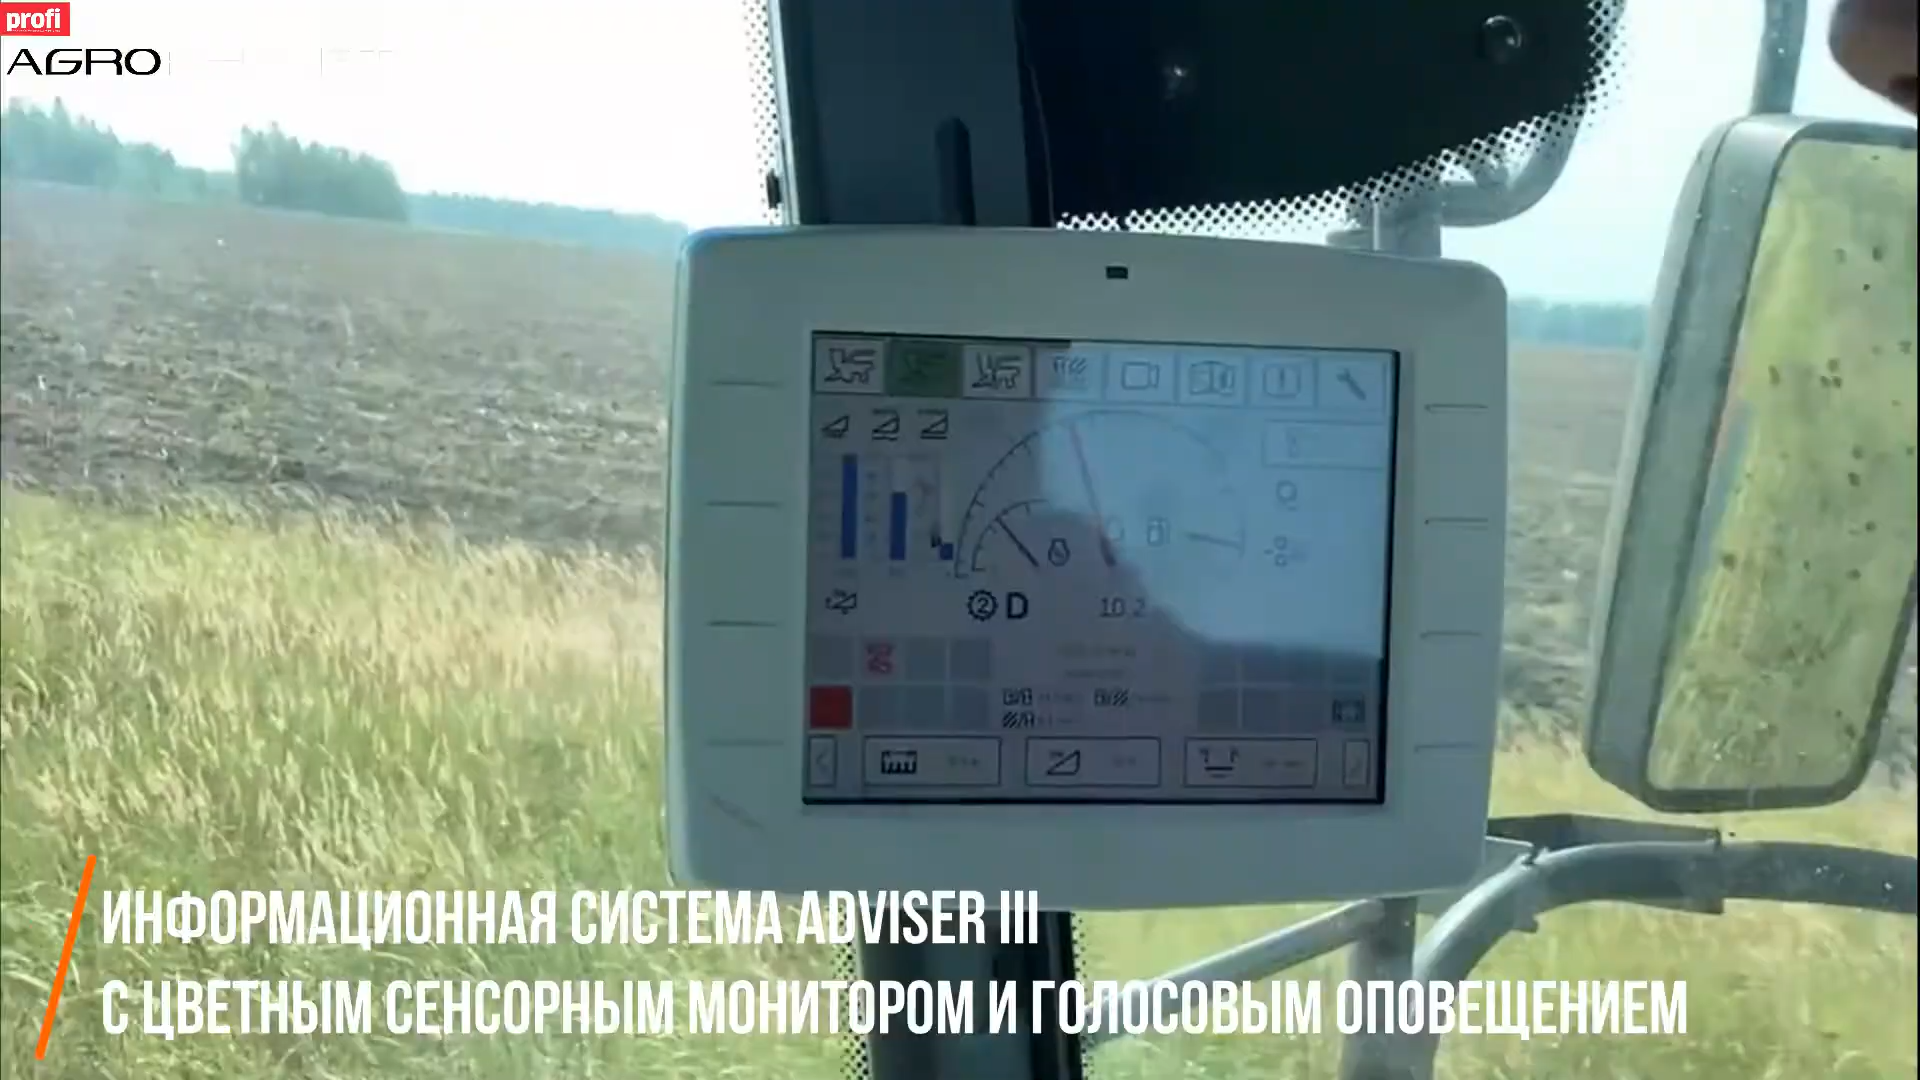 profi
AGRO
2 D
10.2
ИНФОРМАЦИОННАЯ СИСТЕМА ADVISER III
С ЦВЕТНЫМ СЕНСОРНЫМ МОНИТОРОМ И ГОЛОСОВЫМ ОПОВЕЩЕНИЕМ